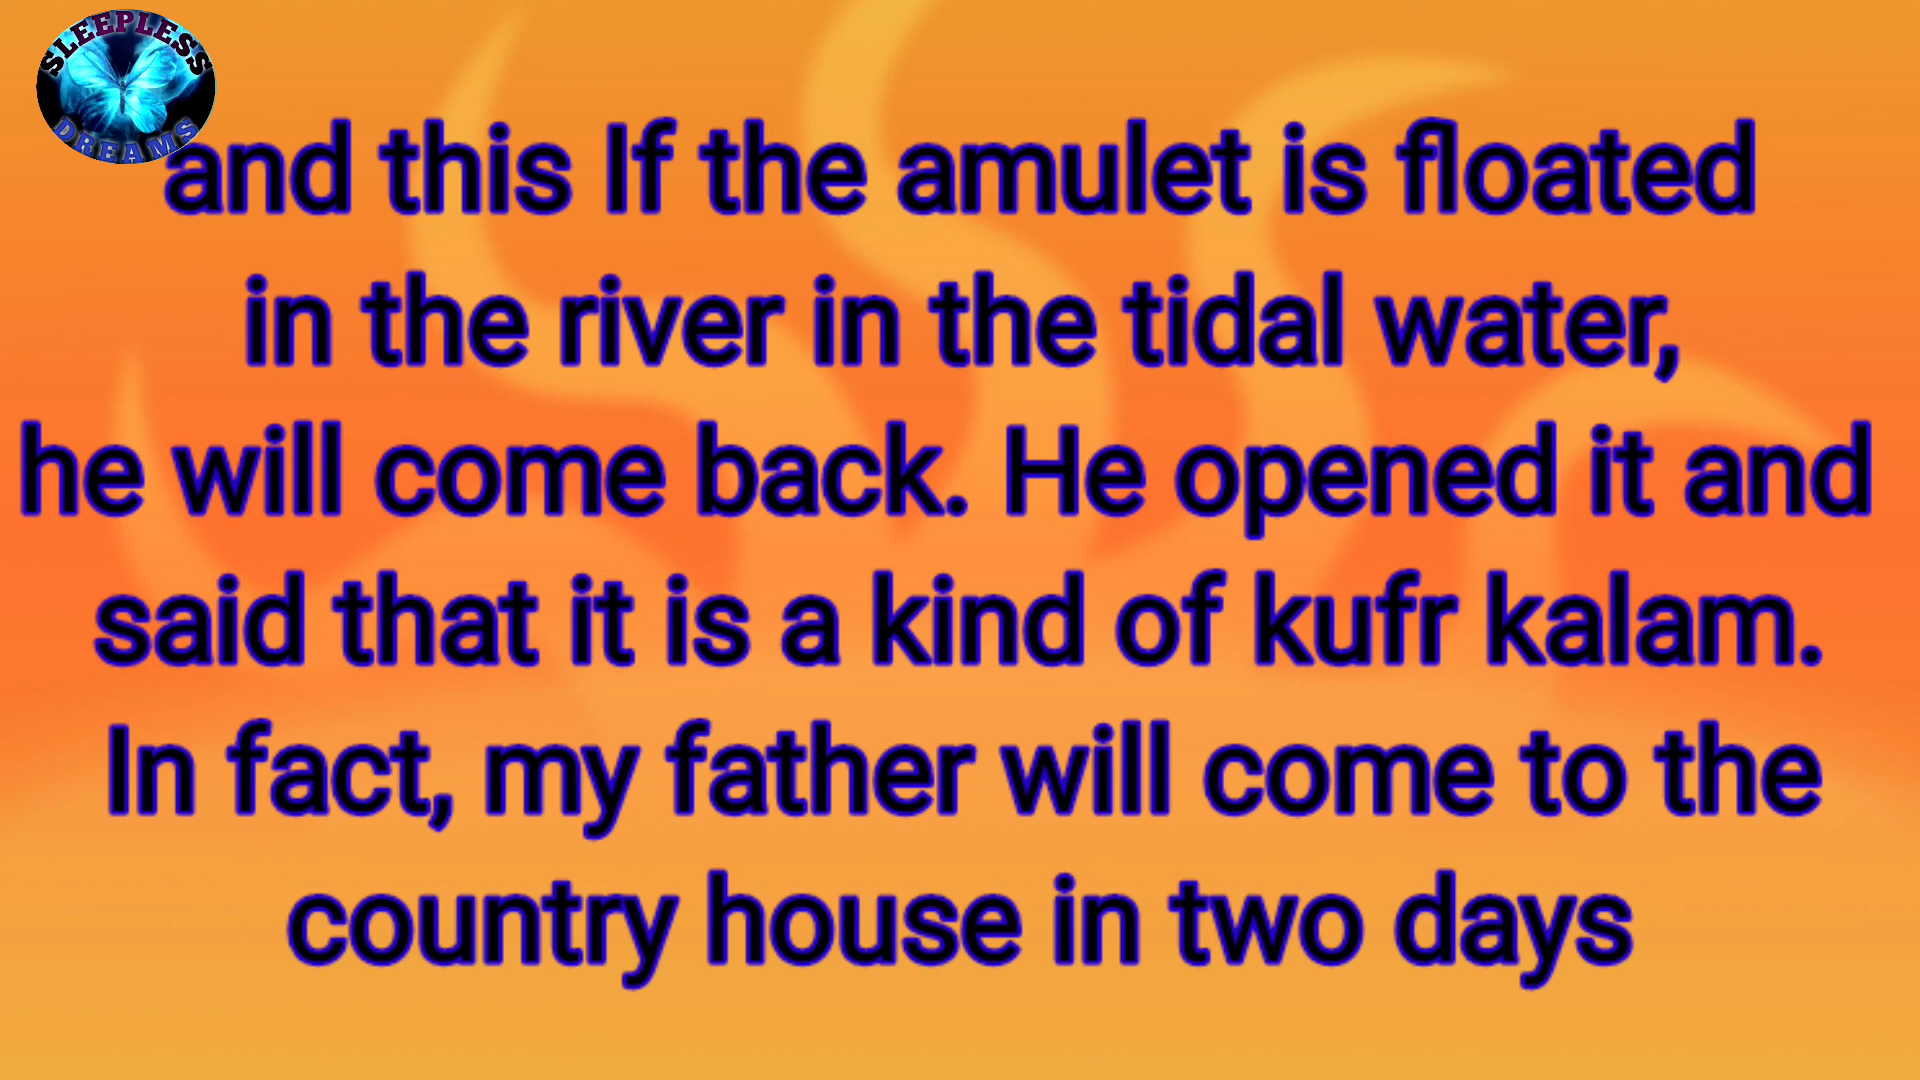 SLEEPLESS
DREAMS
and this If the amulet is floated
in the river in the tidal water,
he will come back. He opened it and
said that it is a kind of kufr kalam.
In fact, my father will come to the
country house in two days